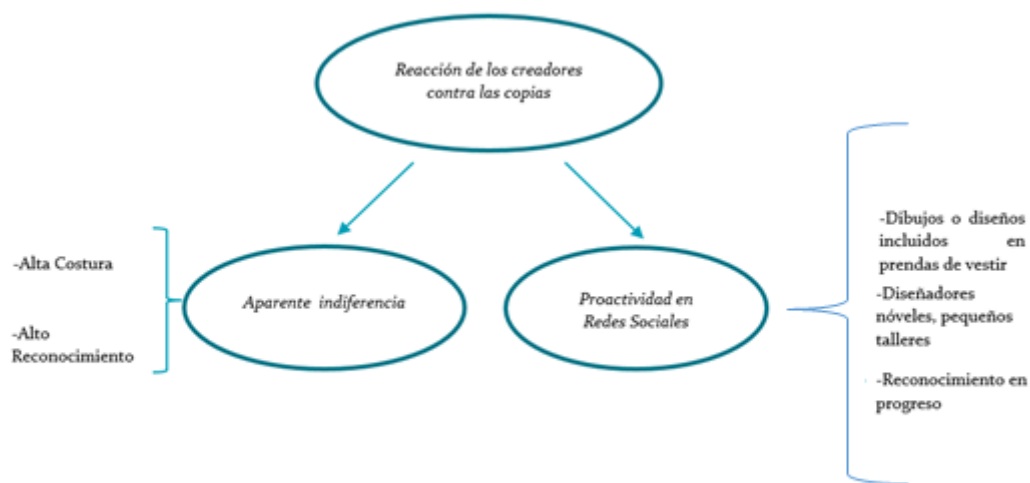 Reacción de los creadores
contra las copias
-Alta Costura
-Alto
Reconocimiento
Aparente indiferencia
Proactividad en
Redes Sociales
-Dibujos o diseños
incluidos en
prendas de vestir
-Diseñadores
nóveles, pequeños
talleres
-Reconocimiento en
progreso